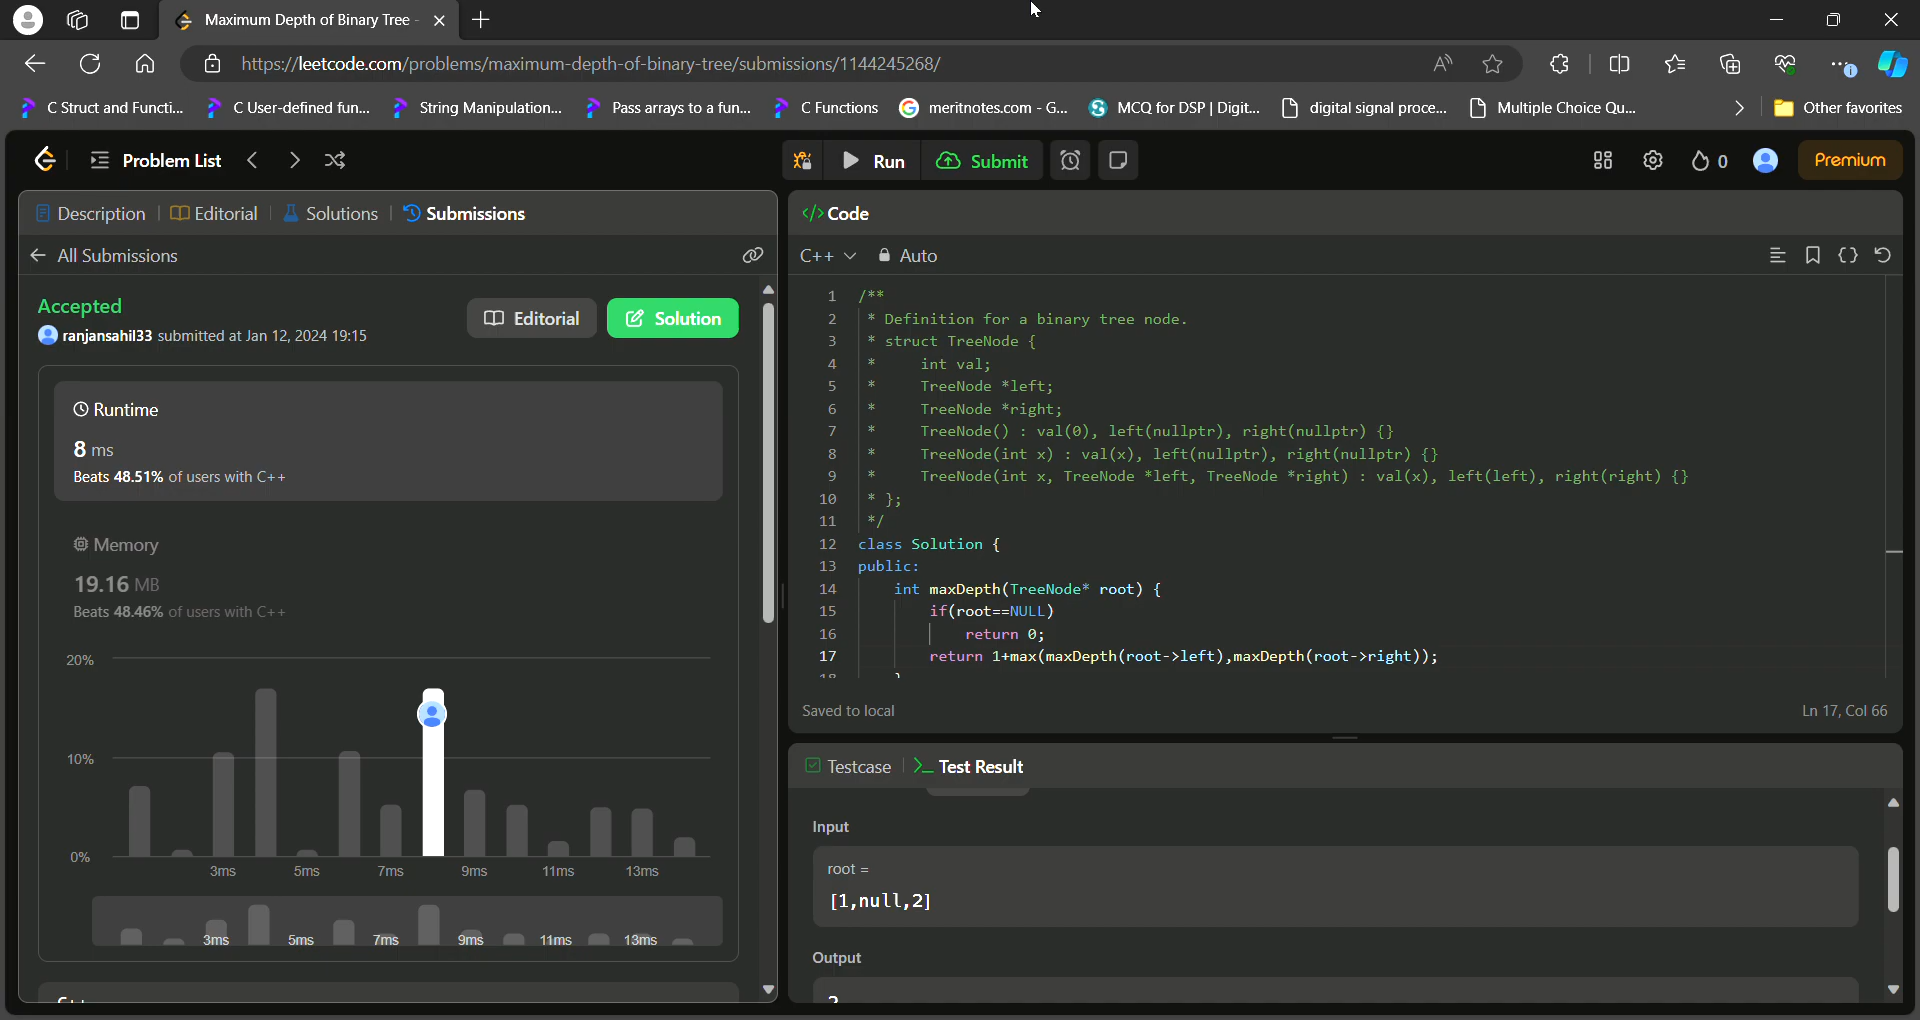 Maximum Depth of Binary Tree -
https://leetcode.com/problems/maximum-depth-of-binary-tree/submissions/1144245268/
C Struct and Functi... C User-defined fun... String Manipulation... Pass arrays to a fun... C Functions meritnotes.com - G... MCQ for DSP | Digit... digital signal proce... Multiple Choice Qu... Other favorites
Problem List Run Submit 0 Premium
Description Editorial Solutions Submissions
All Submissions
Accepted
ranjansahil33 submitted at Jan 12, 2024 19:15
Editorial Solution
Runtime
8 ms
Beats 48.51% of users with C++
Memory
19.16 MB
Beats 48.46% of users with C++
20%
10%
0%
3ms 5ms 7ms 9ms 11ms 13ms
3ms 5ms 7ms 9ms 11ms 13ms
</> Code
C++ Auto
1 /**
2 * Definition for a binary tree node.
3 * struct TreeNode {
4 *     int val;
5 *     TreeNode *left;
6 *     TreeNode *right;
7 *     TreeNode() : val(0), left(nullptr), right(nullptr) {}
8 *     TreeNode(int x) : val(x), left(nullptr), right(nullptr) {}
9 *     TreeNode(int x, TreeNode *left, TreeNode *right) : val(x), left(left), right(right) {}
10 * };
11 */
12 class Solution {
13 public:
14     int maxDepth(TreeNode* root) {
15         if(root==NULL)
16             return 0;
17         return 1+max(maxDepth(root->left),maxDepth(root->right));
Saved to local
Ln 17, Col 66
Testcase Test Result
Input
root =
[1,null,2]
Output
2